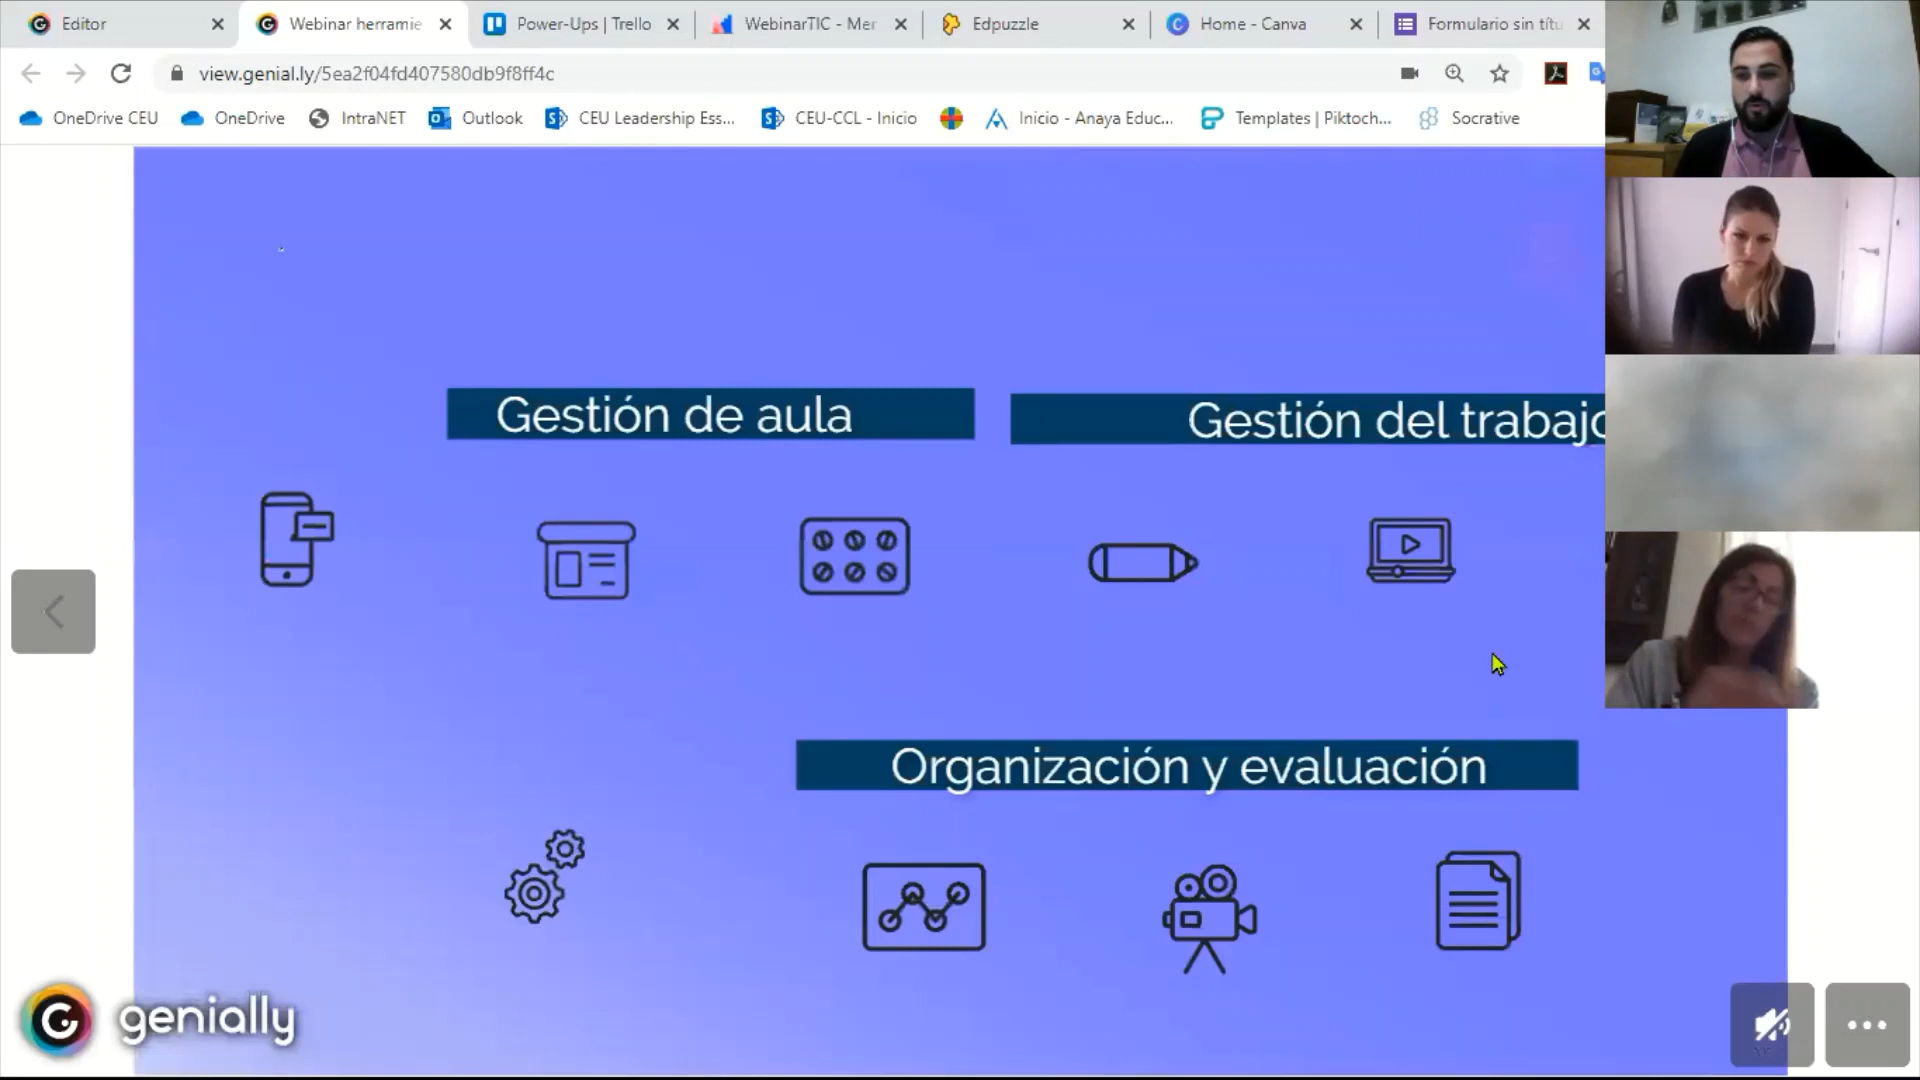 Editor
Webinar herramie
Power-Ups | Trello
WebinarTIC - Mer
Edpuzzle
Home - Canva
Formulario sin títu
view.genial.ly/5ea2f04fd407580db9f8ff4c
OneDrive CEU
OneDrive
IntraNET
Outlook
CEU Leadership Ess...
CEU-CCL - Inicio
Inicio - Anaya Educ...
Templates | Piktoch...
Socrative
Gestión de aula
Gestión del trabajo
Organización y evaluación
genially